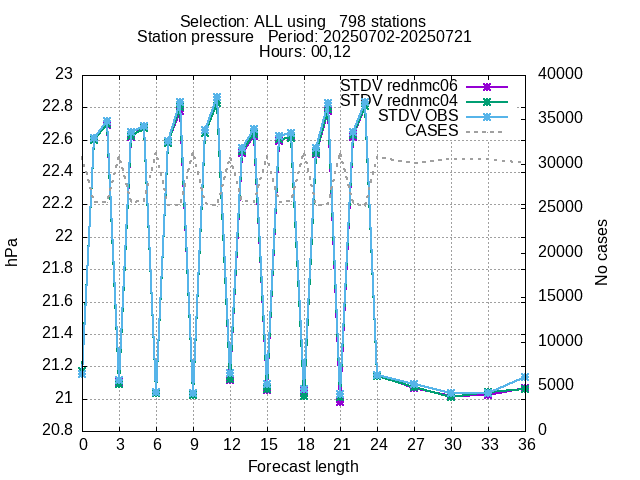 Selection: ALL using   798 stations
Station pressure   Period: 20250702-20250721
Hours: 00,12
STDV rednmc06
STDV rednmc04
STDV OBS
CASES
23
22.8
22.6
22.4
22.2
22
21.8
21.6
21.4
21.2
21
20.8
hPa
40000
35000
30000
25000
20000
15000
10000
5000
0
No cases
0 3 6 9 12 15 18 21 24 27 30 33 36
Forecast length